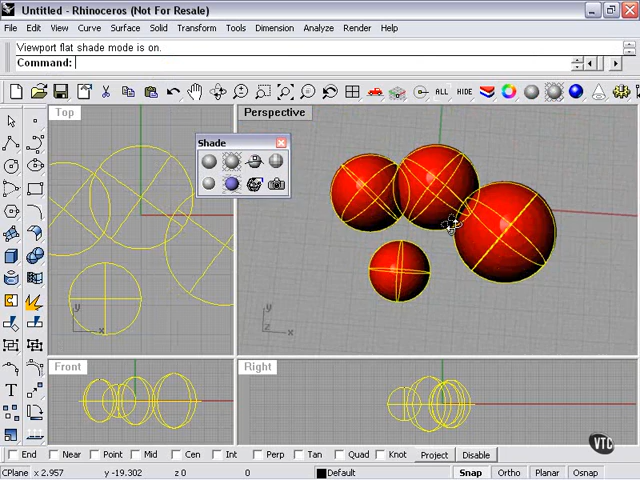 Untitled - Rhinoceros (Not For Resale)
File Edit View Curve Surface Solid Transform Tools Dimension Analyze Render Help
Viewport flat shade mode is on.
Command:
ALL HIDE
Top
Perspective
Shade
y
x
y
z x
Front
Right
T
VTC
End Near Point Mid Cen Int Perp Tan Quad Knot Project Disable
CPlane x 2.957 y -19.302 z 0 0 Default Snap Ortho Planar Osnap